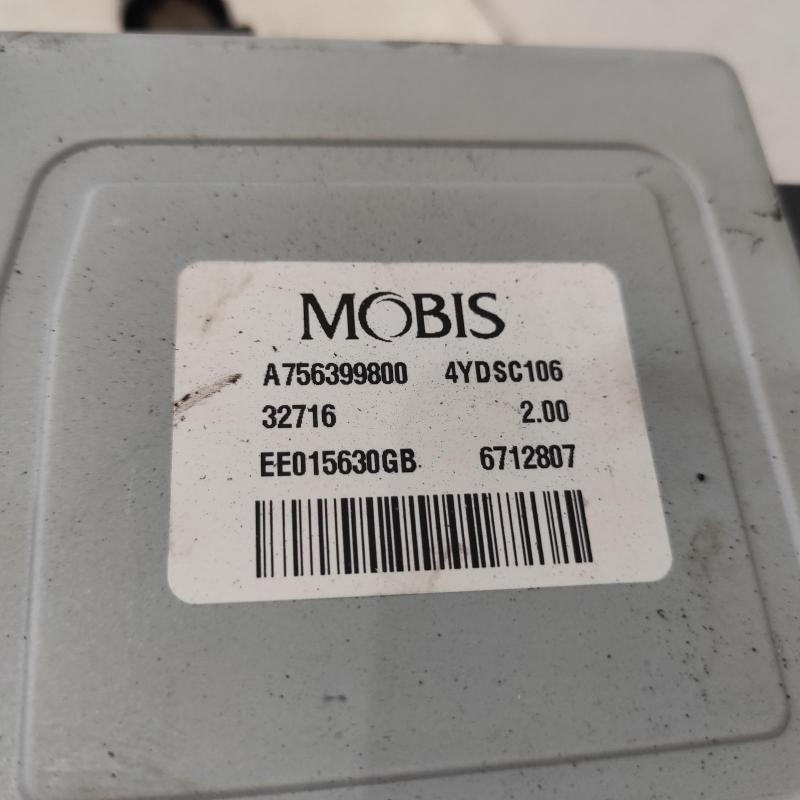 MOBIS
A756399800 4YDSC106
32716 2.00
EE015630GB 6712807